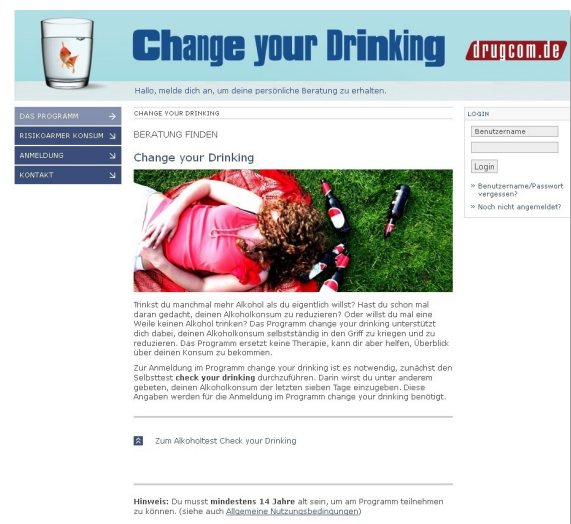 Change your Drinking
drugcom.de
Hallo, melde dich an, um deine persönliche Beratung zu erhalten.
DAS PROGRAMM
RISIKOARMER KONSUM
ANMELDUNG
KONTAKT
CHANGE YOUR DRINKING
BERATUNG FINDEN
Change your Drinking
Trinkst du manchmal mehr Alkohol als du eigentlich willst? Hast du schon mal
daran gedacht, deinen Alkoholkonsum zu reduzieren? Oder willst du mal eine
Weile keinen Alkohol trinken? Das Programm change your drinking unterstützt
dich dabei, deinen Alkoholkonsum selbstständig in den Griff zu kriegen und zu
reduzieren. Das Programm ersetzt keine Therapie, kann dir aber helfen, Überblick
über deinen Konsum zu bekommen.
Zur Anmeldung im Programm change your drinking ist es notwendig, zunächst den
Selbsttest check your drinking durchzuführen. Darin wirst du unter anderem
gebeten, deinen Alkoholkonsum der letzten sieben Tage einzugeben. Diese
Angaben werden für die Anmeldung im Programm change your drinking benötigt.
Zum Alkoholtest Check your Drinking
Hinweis: Du musst mindestens 14 Jahre alt sein, um am Programm teilnehmen
zu können. (siehe auch Allgemeine Nutzungsbedingungen)
LOGIN
Benutzername
Login
» Benutzername/Passwort
vergessen?
» Noch nicht angemeldet?